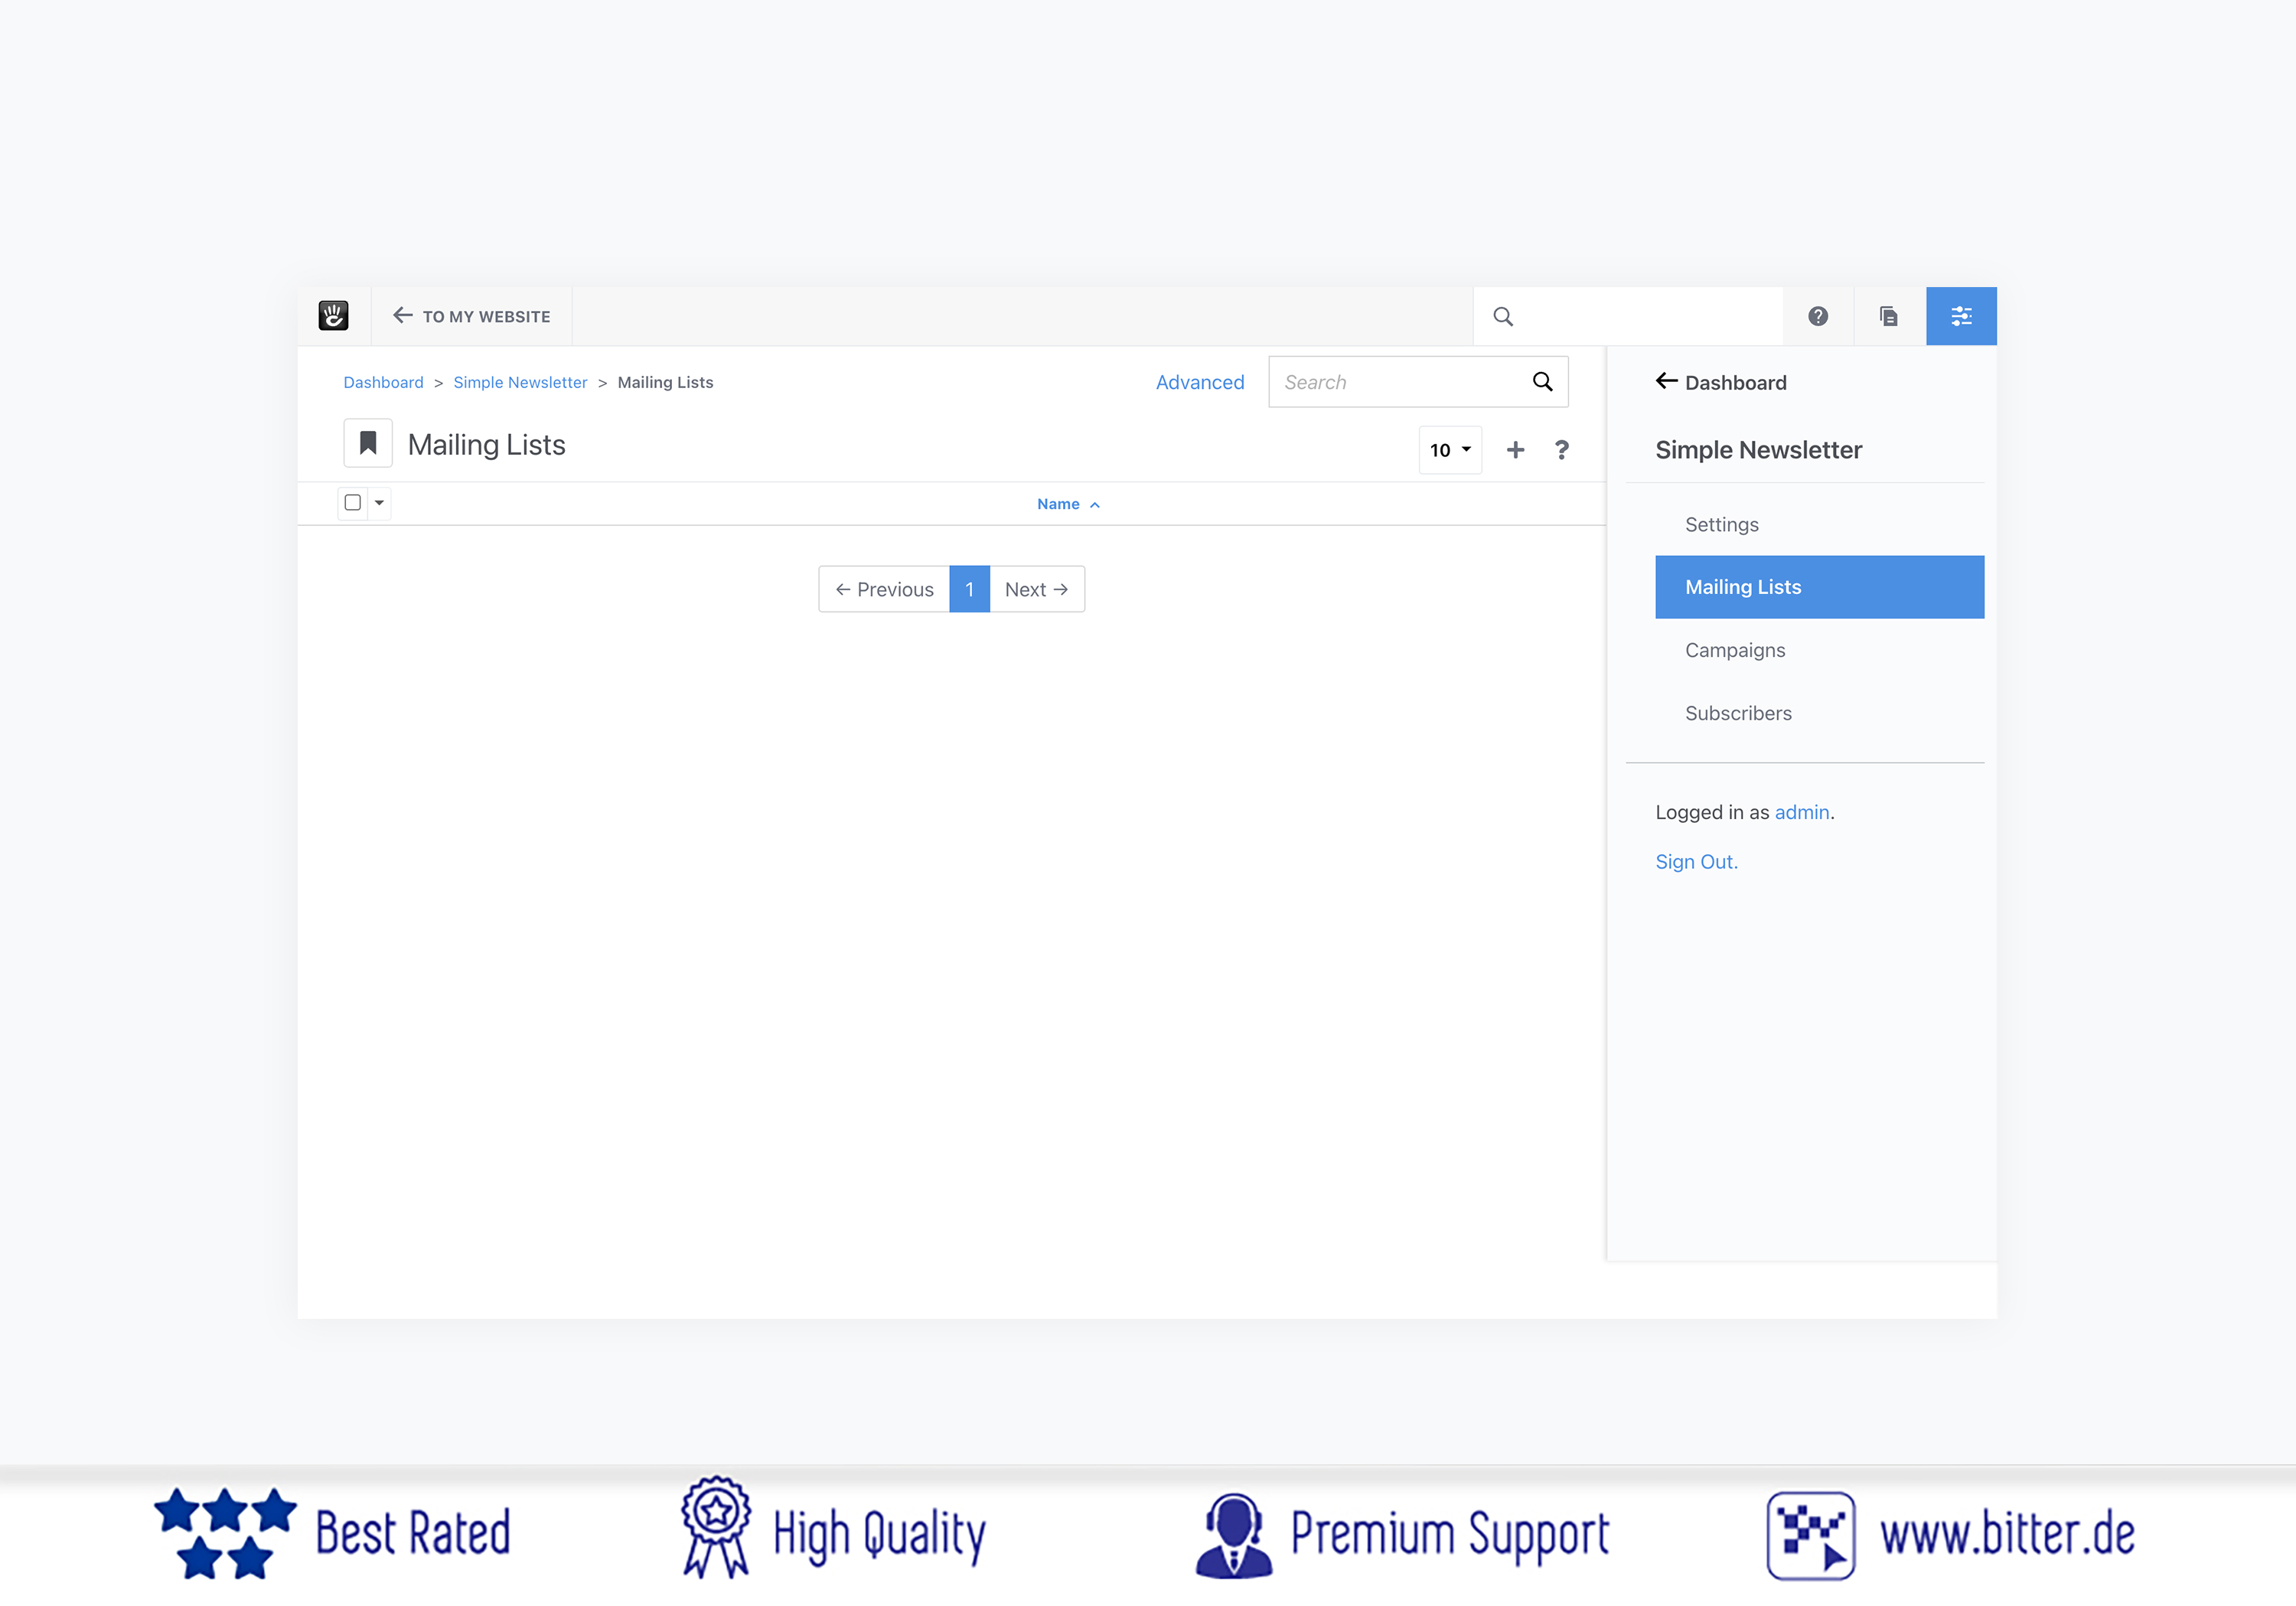 TO MY WEBSITE
Dashboard > Simple Newsletter > Mailing Lists
Advanced
Search
Mailing Lists
10
+ ?
Name
← Previous 1 Next →
← Dashboard
Simple Newsletter
Settings
Mailing Lists
Campaigns
Subscribers
Logged in as admin.
Sign Out.
Best Rated
High Quality
Premium Support
www.bitter.de